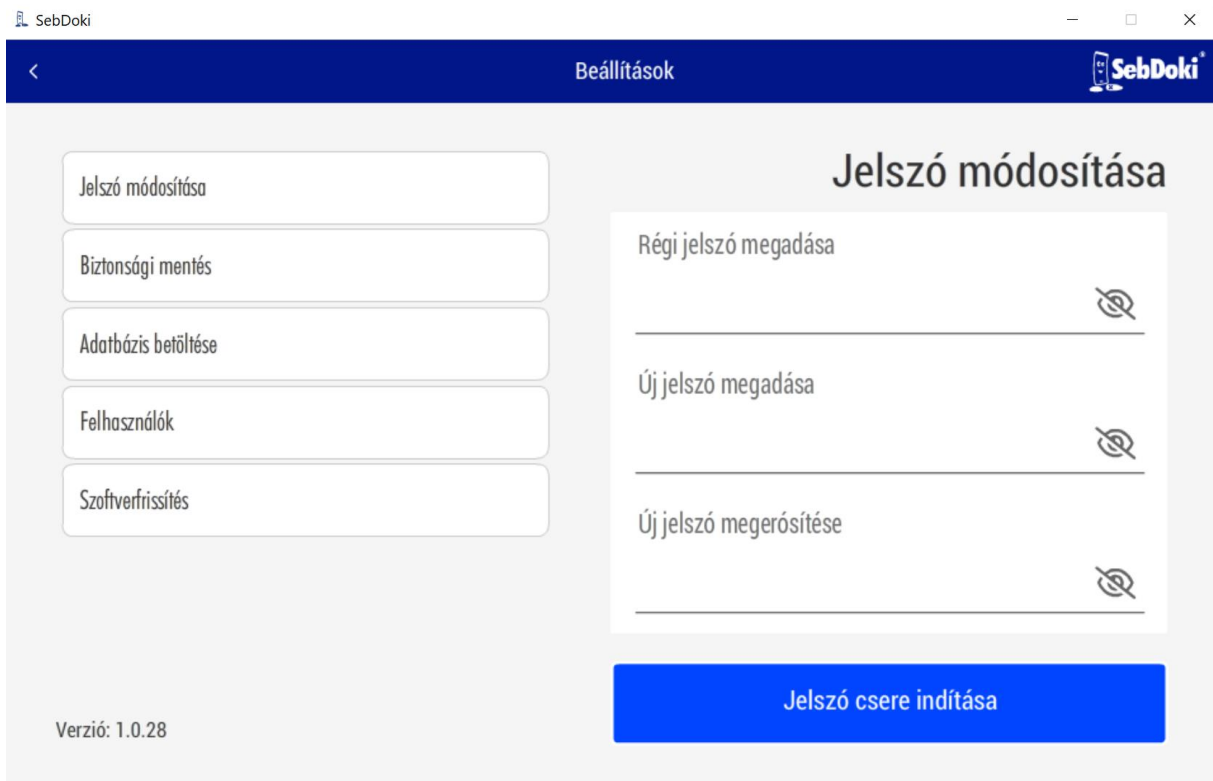 SebDoki
Beállítások
SebDoki®
Jelszó módosítása
Biztonsági mentés
Adatbázis betöltése
Felhasználók
Szoftverfrissítés
Verzió: 1.0.28
Jelszó módosítása
Régi jelszó megadása
Új jelszó megadása
Új jelszó megerósítése
Jelszó csere indítása